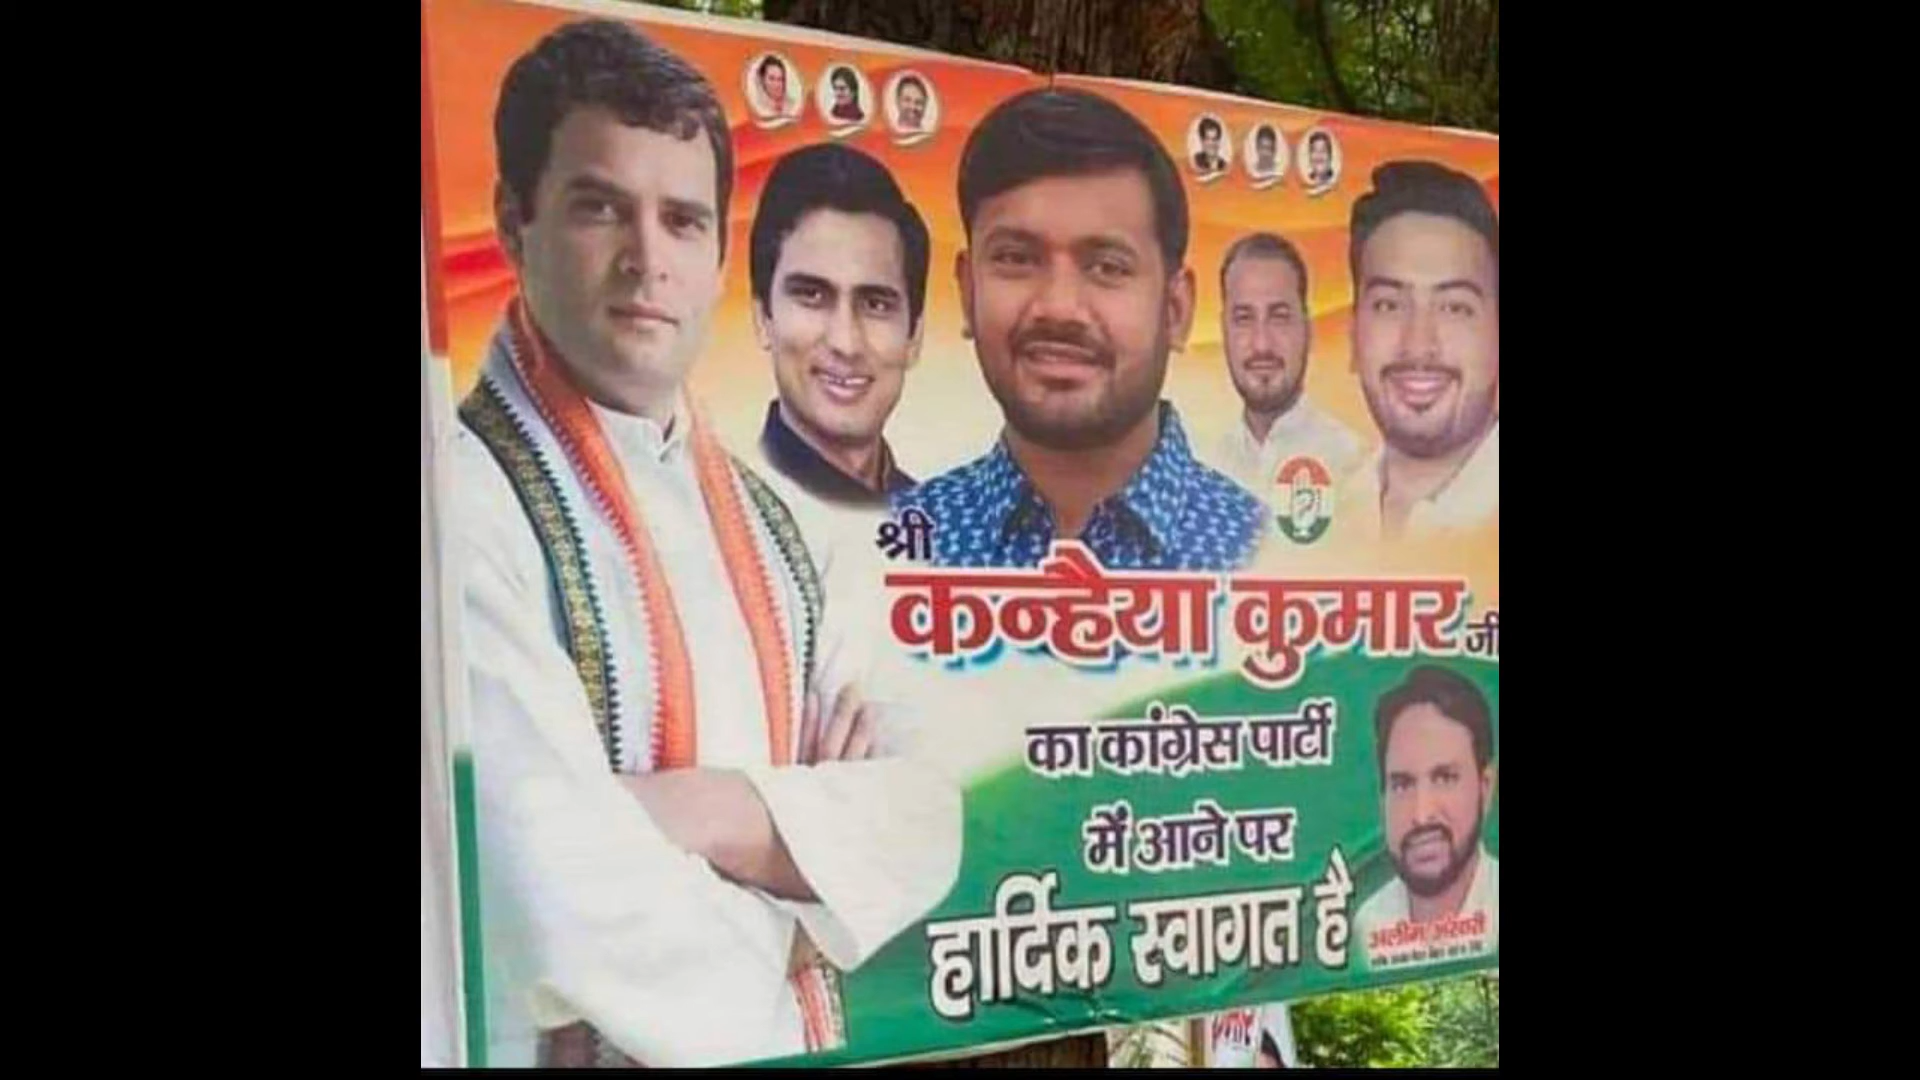 श्री
कन्हैया कुमार जी
का कांग्रेस पार्टी
में आने पर
हार्दिक स्वागत है